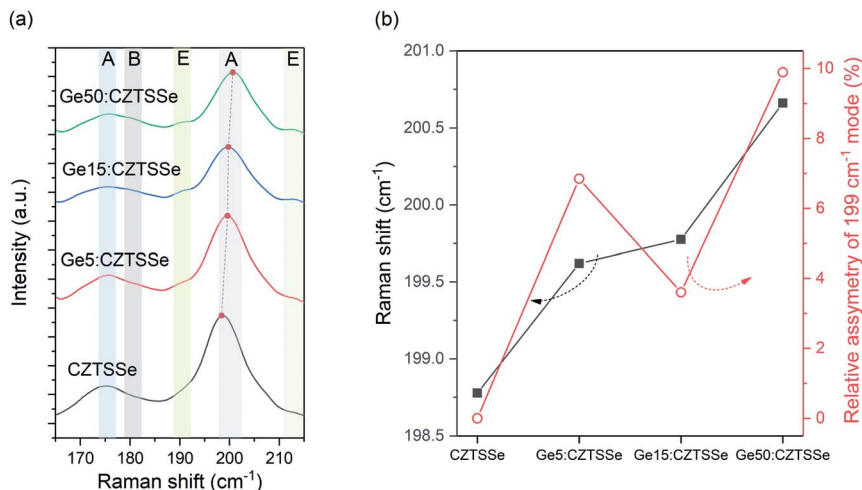 (a)
A B E A E
Ge50:CZTSSe
Ge15:CZTSSe
Ge5:CZTSSe
CZTSSe
Intensity (a.u.)
170 180 190 200 210
Raman shift (cm⁻¹)
(b)
201.0
200.5
200.0
199.5
199.0
198.5
Raman shift (cm⁻¹)
10
8
6
4
2
0
Relative assymetry of 199 cm⁻¹ mode (%)
CZTSSe Ge5:CZTSSe Ge15:CZTSSe Ge50:CZTSSe